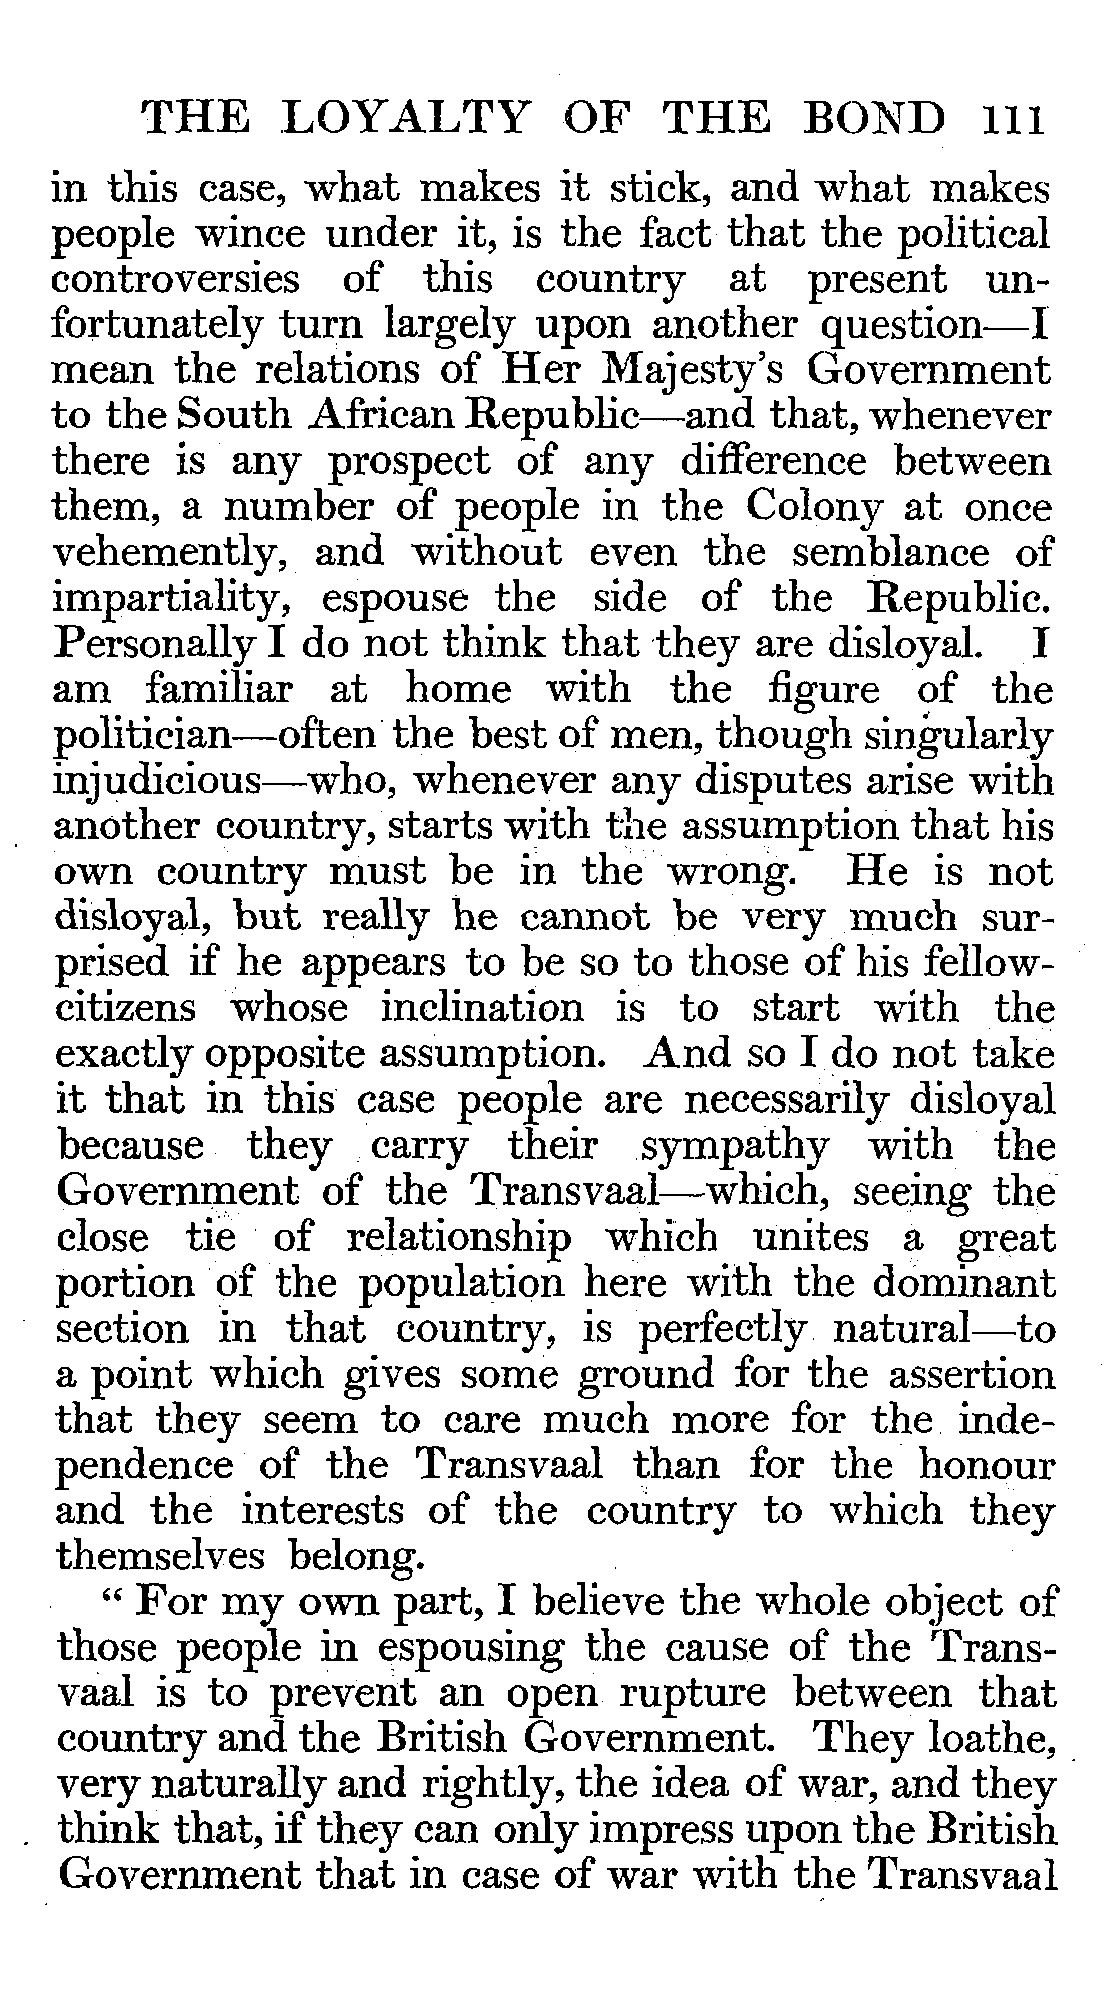 THE LOYALTY OF THE BOND 111
in this case, what makes it stick, and what makes
people wince under it, is the fact that the political
controversies of this country at present un-
fortunately turn largely upon another question—I
mean the relations of Her Majesty's Government
to the South African Republic—and that, whenever
there is any prospect of any difference between
them, a number of people in the Colony at once
vehemently, and without even the semblance of
impartiality, espouse the side of the Republic.
Personally I do not think that they are disloyal. I
am familiar at home with the figure of the
politician—often the best of men, though singularly
injudicious—who, whenever any disputes arise with
another country, starts with the assumption that his
own country must be in the wrong. He is not
disloyal, but really he cannot be very much sur-
prised if he appears to be so to those of his fellow-
citizens whose inclination is to start with the
exactly opposite assumption. And so I do not take
it that in this case people are necessarily disloyal
because they carry their sympathy with the
Government of the Transvaal—which, seeing the
close tie of relationship which unites a great
portion of the population here with the dominant
section in that country, is perfectly natural—to
a point which gives some ground for the assertion
that they seem to care much more for the inde-
pendence of the Transvaal than for the honour
and the interests of the country to which they
themselves belong.
“ For my own part, I believe the whole object of
those people in espousing the cause of the Trans-
vaal is to prevent an open rupture between that
country and the British Government. They loathe,
very naturally and rightly, the idea of war, and they
think that, if they can only impress upon the British
Government that in case of war with the Transvaal